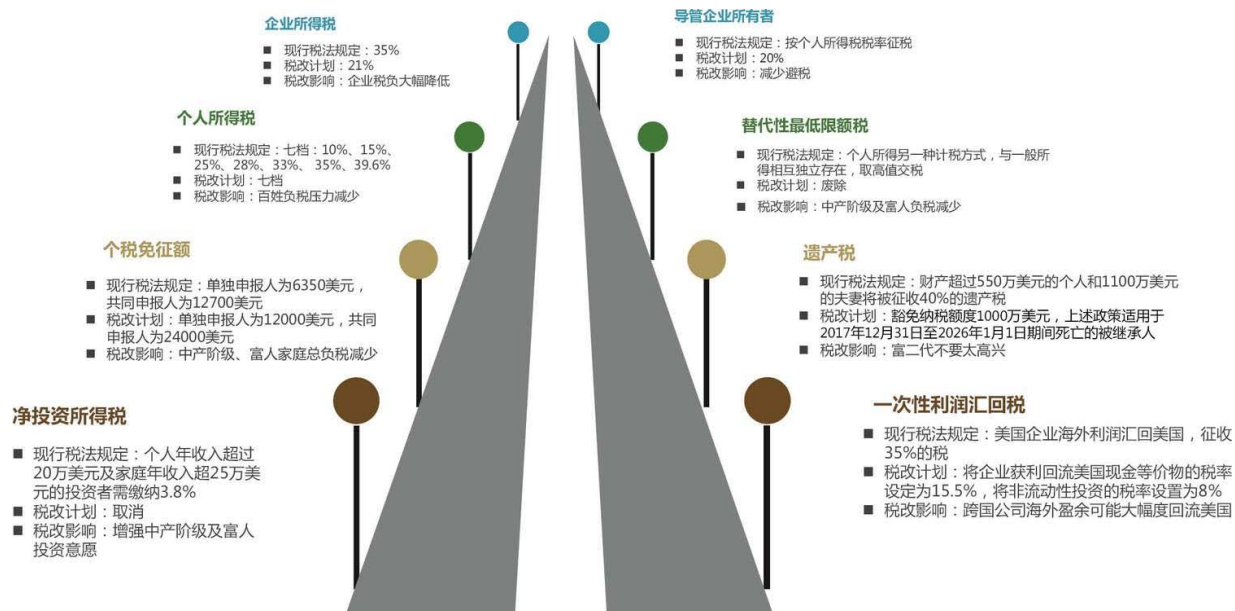 企业所得税
■ 现行税法规定：35%
■ 税改计划：21%
■ 税改影响：企业税负大幅降低
个人所得税
■ 现行税法规定：七档：10%、15%、
25%、28%、33%、 35%、39.6%
■ 税改计划：七档
■ 税改影响：百姓负税压力减少
个税免征额
■ 现行税法规定：单独申报人为6350美元，
共同申报人为12700美元
■ 税改计划：单独申报人为12000美元，共同
申报人为24000美元
■ 税改影响：中产阶级、富人家庭总负税减少
净投资所得税
■ 现行税法规定：个人年收入超过
20万美元及家庭年收入超25万美
元的投资者需缴纳3.8%
■ 税改计划：取消
■ 税改影响：增强中产阶级及富人
投资意愿
导管企业所有者
■ 现行税法规定：按个人所得税税率征税
■ 税改计划：20%
■ 税改影响：减少避税
替代性最低限额税
■ 现行税法规定：个人所得另一种计税方式，与一般所
得相互独立存在，取高值交税
■ 税改计划：废除
■ 税改影响：中产阶级及富人负税减少
遗产税
■ 现行税法规定：财产超过550万美元的个人和1100万美元
的夫妻将被征收40%的遗产税
■ 税改计划：豁免纳税额度1000万美元，上述政策适用于
2017年12月31日至2026年1月1日期间死亡的被继承人
■ 税改影响：富二代不要太高兴
一次性利润汇回税
■ 现行税法规定：美国企业海外利润汇回美国，征收
35%的税
■ 税改计划：将企业获利回流美国现金等价物的税率
设定为15.5%，将非流动性投资的税率设置为8%
■ 税改影响：跨国公司海外盈余可能大幅度回流美国